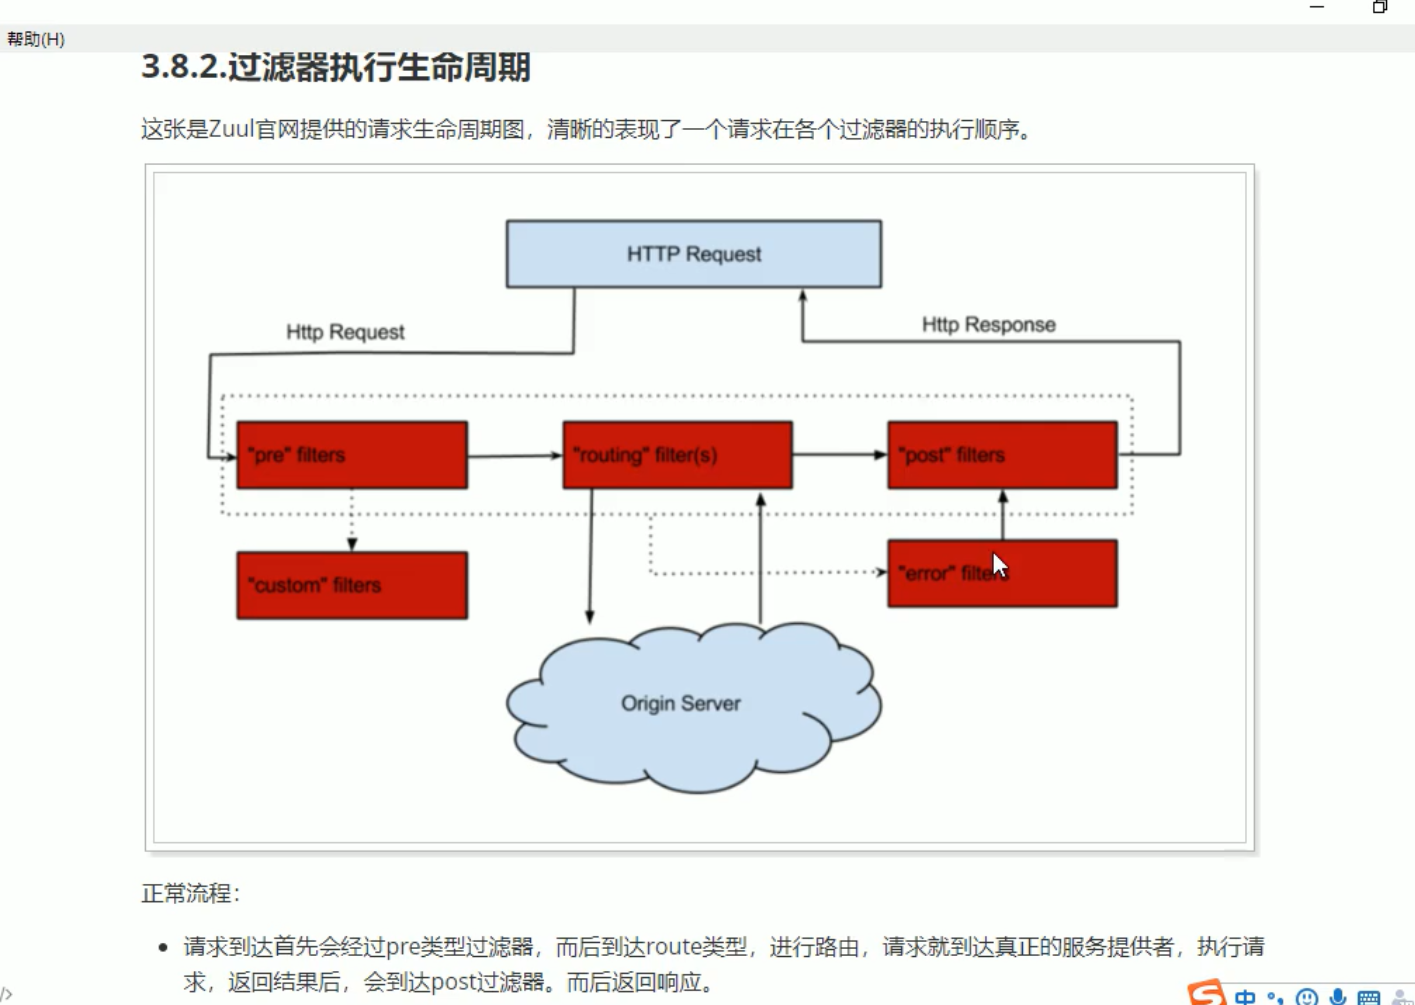 帮助(H)
3.8.2.过滤器执行生命周期
这张是Zuul官网提供的请求生命周期图，清晰的表现了一个请求在各个过滤器的执行顺序。
HTTP Request
Http Request
Http Response
"pre" filters
"routing" filter(s)
"post" filters
"custom" filters
"error" filters
Origin Server
正常流程：
请求到达首先会经过pre类型过滤器，而后到达route类型，进行路由，请求就到达真正的服务提供者，执行请
求，返回结果后，会到达post过滤器。而后返回响应。
中